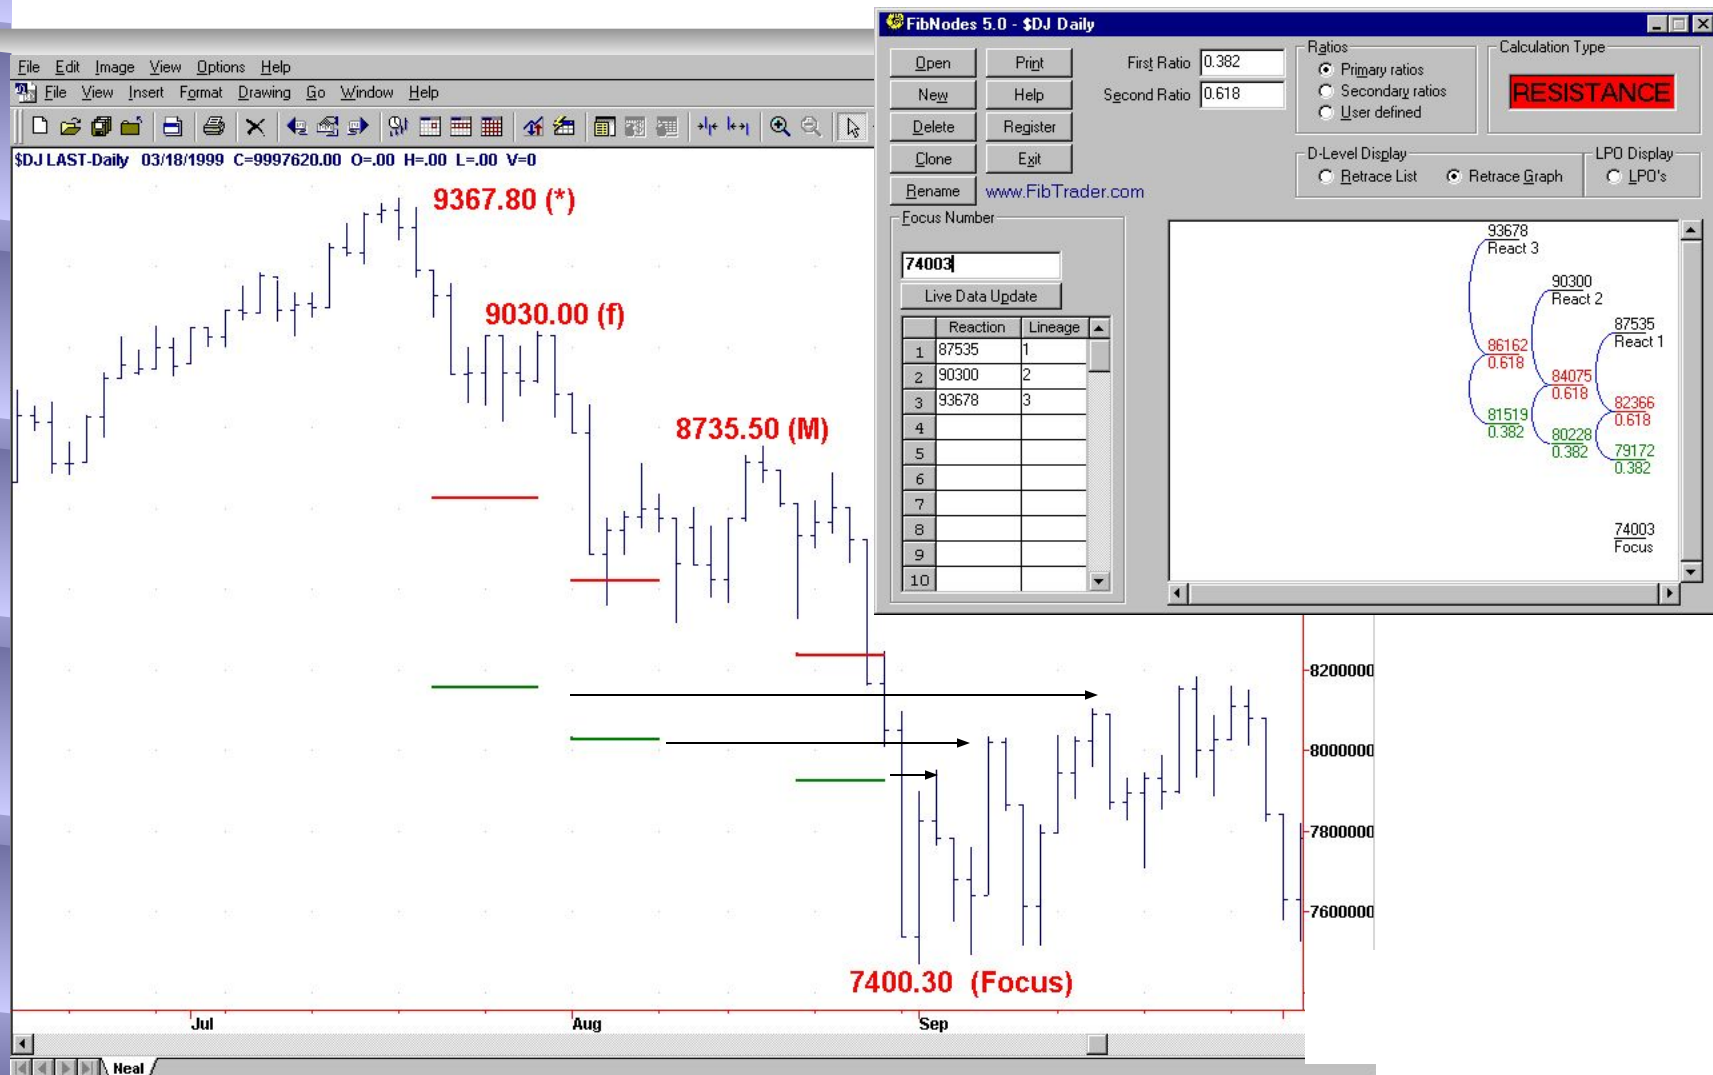 FibNodes 5.0 - $DJ Daily
File Edit Image View Options Help
File View Insert Format Drawing Go Window Help
$DJ LAST-Daily 03/18/1999 C=9997620.00 O=.00 H=.00 L=.00 V=0
9367.80 (*)
9030.00 (f)
8735.50 (M)
7400.30 (Focus)
8200000
8000000
7800000
7600000
Jul Aug Sep
Neal
Open Print
New Help
Delete Register
Clone Exit
Rename www.FibTrader.com
First Ratio 0.382
Second Ratio 0.618
Ratios
Primary ratios
Secondary ratios
User defined
Calculation Type
RESISTANCE
D-Level Display
Retrace List Retrace Graph
LPO Display
LPO's
Focus Number
74003
Live Data Update
Reaction Lineage
1 87535 1
2 90300 2
3 93678 3
4
5
6
7
8
9
10
93678
React 3
90300
React 2
87535
React 1
86162
0.618
84075
0.618
82366
0.618
81519
0.382
80228
0.382
79172
0.382
74003
Focus